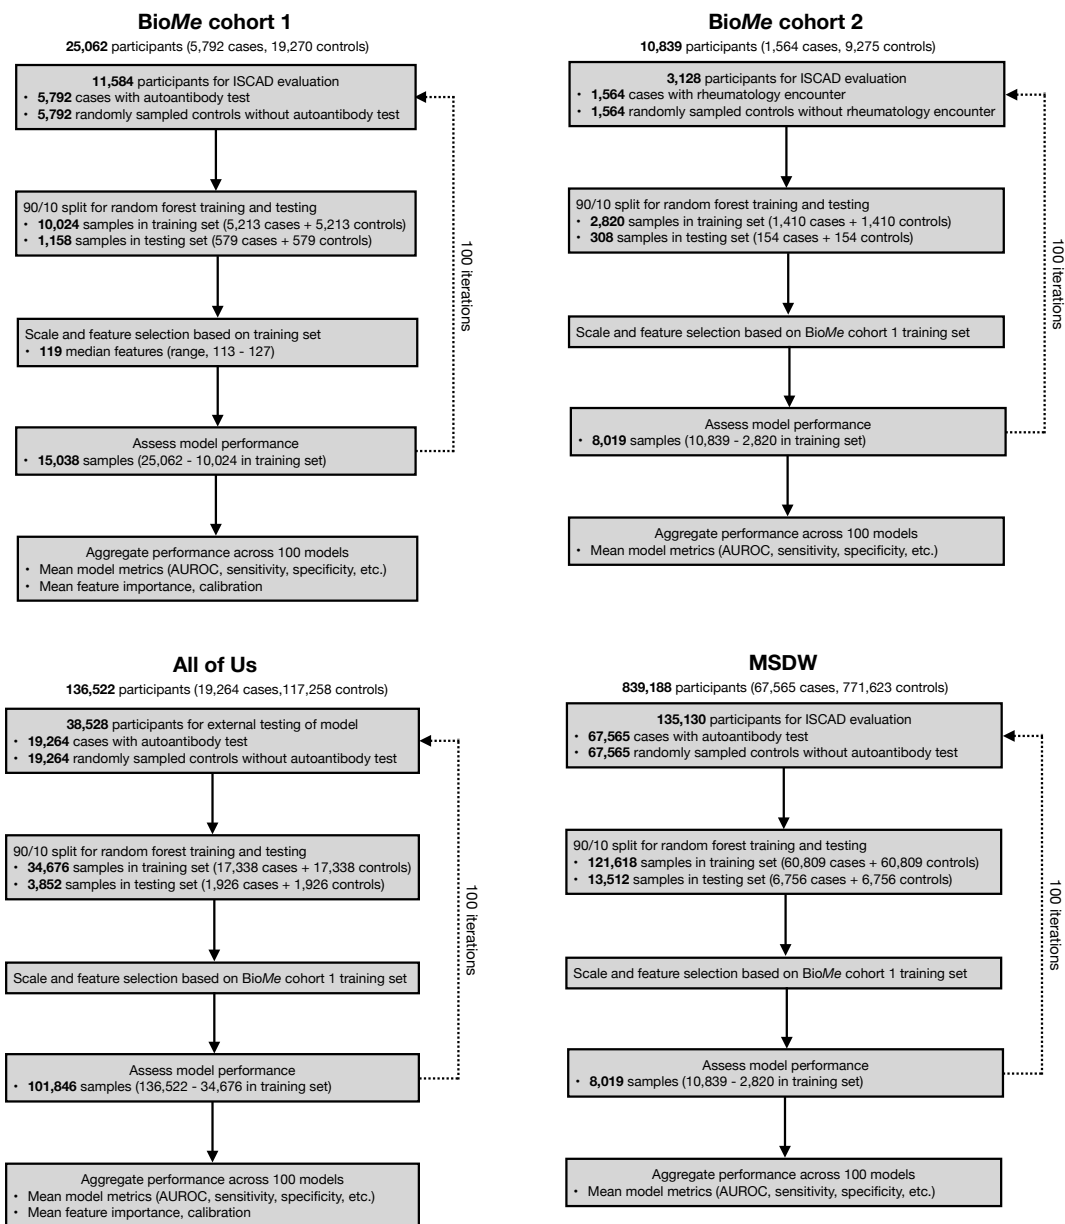 BioMe cohort 1
25,062 participants (5,792 cases, 19,270 controls)
11,584 participants for ISCAD evaluation
• 5,792 cases with autoantibody test
• 5,792 randomly sampled controls without autoantibody test
90/10 split for random forest training and testing
• 10,024 samples in training set (5,213 cases + 5,213 controls)
• 1,158 samples in testing set (579 cases + 579 controls)
Scale and feature selection based on training set
• 119 median features (range, 113 - 127)
Assess model performance
• 15,038 samples (25,062 - 10,024 in training set)
Aggregate performance across 100 models
• Mean model metrics (AUROC, sensitivity, specificity, etc.)
• Mean feature importance, calibration
100 iterations
BioMe cohort 2
10,839 participants (1,564 cases, 9,275 controls)
3,128 participants for ISCAD evaluation
• 1,564 cases with rheumatology encounter
• 1,564 randomly sampled controls without rheumatology encounter
90/10 split for random forest training and testing
• 2,820 samples in training set (1,410 cases + 1,410 controls)
• 308 samples in testing set (154 cases + 154 controls)
Scale and feature selection based on BioMe cohort 1 training set
Assess model performance
• 8,019 samples (10,839 - 2,820 in training set)
Aggregate performance across 100 models
• Mean model metrics (AUROC, sensitivity, specificity, etc.)
100 iterations
All of Us
136,522 participants (19,264 cases,117,258 controls)
38,528 participants for external testing of model
• 19,264 cases with autoantibody test
• 19,264 randomly sampled controls without autoantibody test
90/10 split for random forest training and testing
• 34,676 samples in training set (17,338 cases + 17,338 controls)
• 3,852 samples in testing set (1,926 cases + 1,926 controls)
Scale and feature selection based on BioMe cohort 1 training set
Assess model performance
• 101,846 samples (136,522 - 34,676 in training set)
Aggregate performance across 100 models
• Mean model metrics (AUROC, sensitivity, specificity, etc.)
• Mean feature importance, calibration
100 iterations
MSDW
839,188 participants (67,565 cases, 771,623 controls)
135,130 participants for ISCAD evaluation
• 67,565 cases with autoantibody test
• 67,565 randomly sampled controls without autoantibody test
90/10 split for random forest training and testing
• 121,618 samples in training set (60,809 cases + 60,809 controls)
• 13,512 samples in testing set (6,756 cases + 6,756 controls)
Scale and feature selection based on BioMe cohort 1 training set
Assess model performance
• 8,019 samples (10,839 - 2,820 in training set)
Aggregate performance across 100 models
• Mean model metrics (AUROC, sensitivity, specificity, etc.)
100 iterations